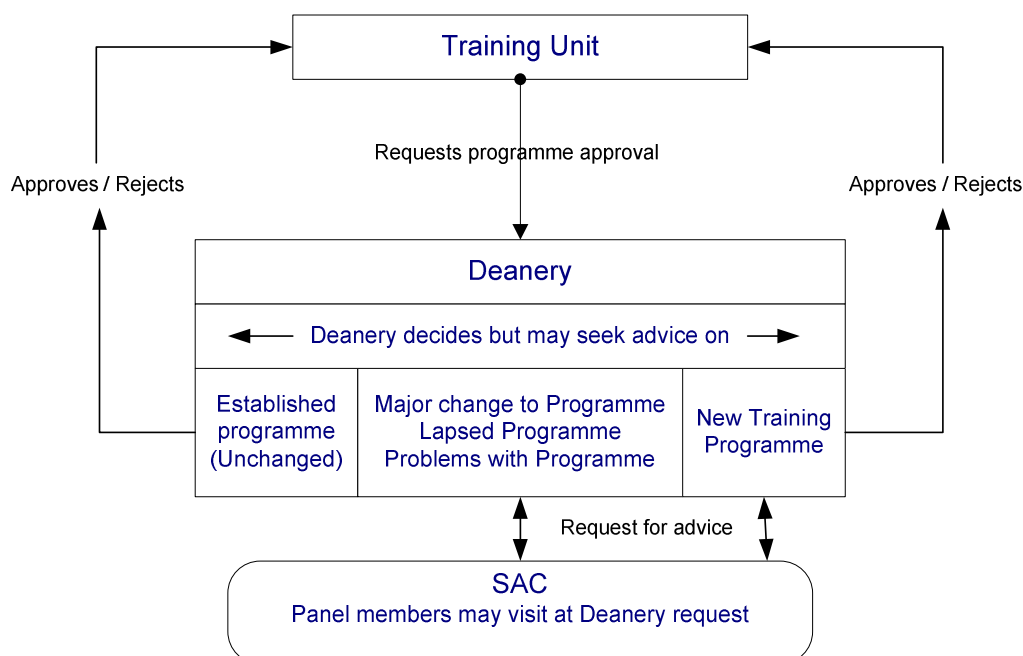 Training Unit
Requests programme approval
Approves / Rejects
Approves / Rejects
Deanery
Deanery decides but may seek advice on
Established
programme
(Unchanged)
Major change to Programme
Lapsed Programme
Problems with Programme
New Training
Programme
Request for advice
SAC
Panel members may visit at Deanery request